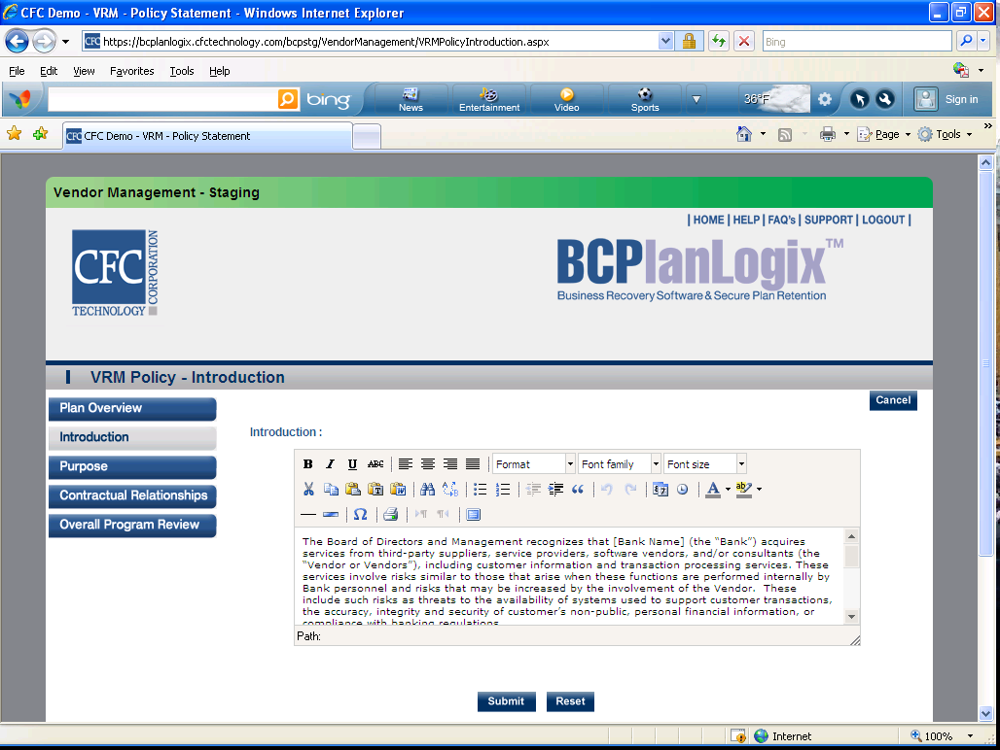 CFC Demo - VRM - Policy Statement - Windows Internet Explorer
CFC https://bcplanlogix.cfctechnology.com/bcpstg/VendorManagement/VRMPolicyIntroduction.aspx Bing
File Edit View Favorites Tools Help
bing News Entertainment Video Sports 36°F Sign in
CFC CFC Demo - VRM - Policy Statement Page Tools »
Vendor Management - Staging
| HOME | HELP | FAQ's | SUPPORT | LOGOUT |
CFC
TECHNOLOGY
CORPORATION
BCPlanLogix™
Business Recovery Software & Secure Plan Retention
VRM Policy - Introduction
Cancel
Plan Overview
Introduction
Purpose
Contractual Relationships
Overall Program Review
Introduction :
B I U ABC Format Font family Font size
A ab
The Board of Directors and Management recognizes that [Bank Name] (the “Bank”) acquires
services from third-party suppliers, service providers, software vendors, and/or consultants (the
“Vendor or Vendors”), including customer information and transaction processing services. These
services involve risks similar to those that arise when these functions are performed internally by
Bank personnel and risks that may be increased by the involvement of the Vendor. These
include such risks as threats to the availability of systems used to support customer transactions,
the accuracy, integrity and security of customer's non-public, personal financial information, or
compliance with banking regulations.
Path:
Submit Reset
Internet 100%